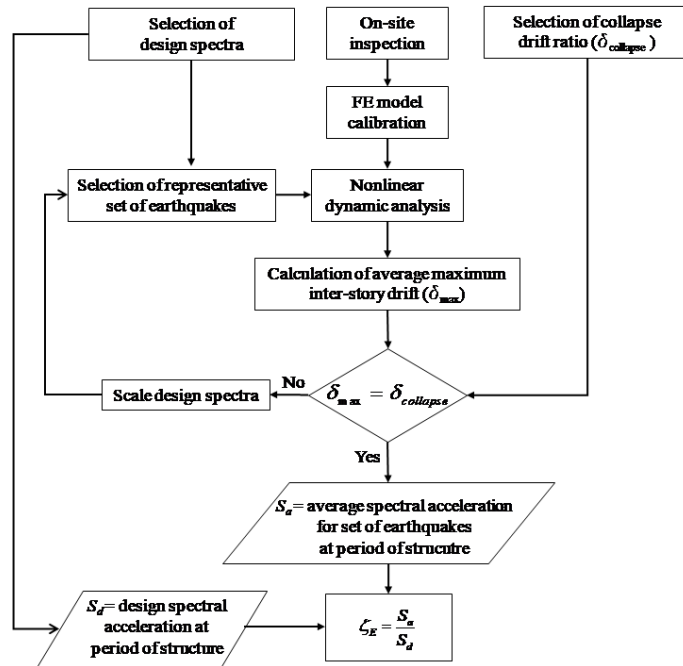 Selection of
design spectra
On-site
inspection
Selection of collapse
drift ratio (δcollapse )
FE model
calibration
Selection of representative
set of earthquakes
Nonlinear
dynamic analysis
Calculation of average maximum
inter-story drift (δmax)
Scale design spectra
No
δmax = δcollapse
Yes
Sa= average spectral acceleration
for set of earthquakes
at period of strucutre
Sd= design spectral
acceleration at
period of structure
ζE = Sa/Sd